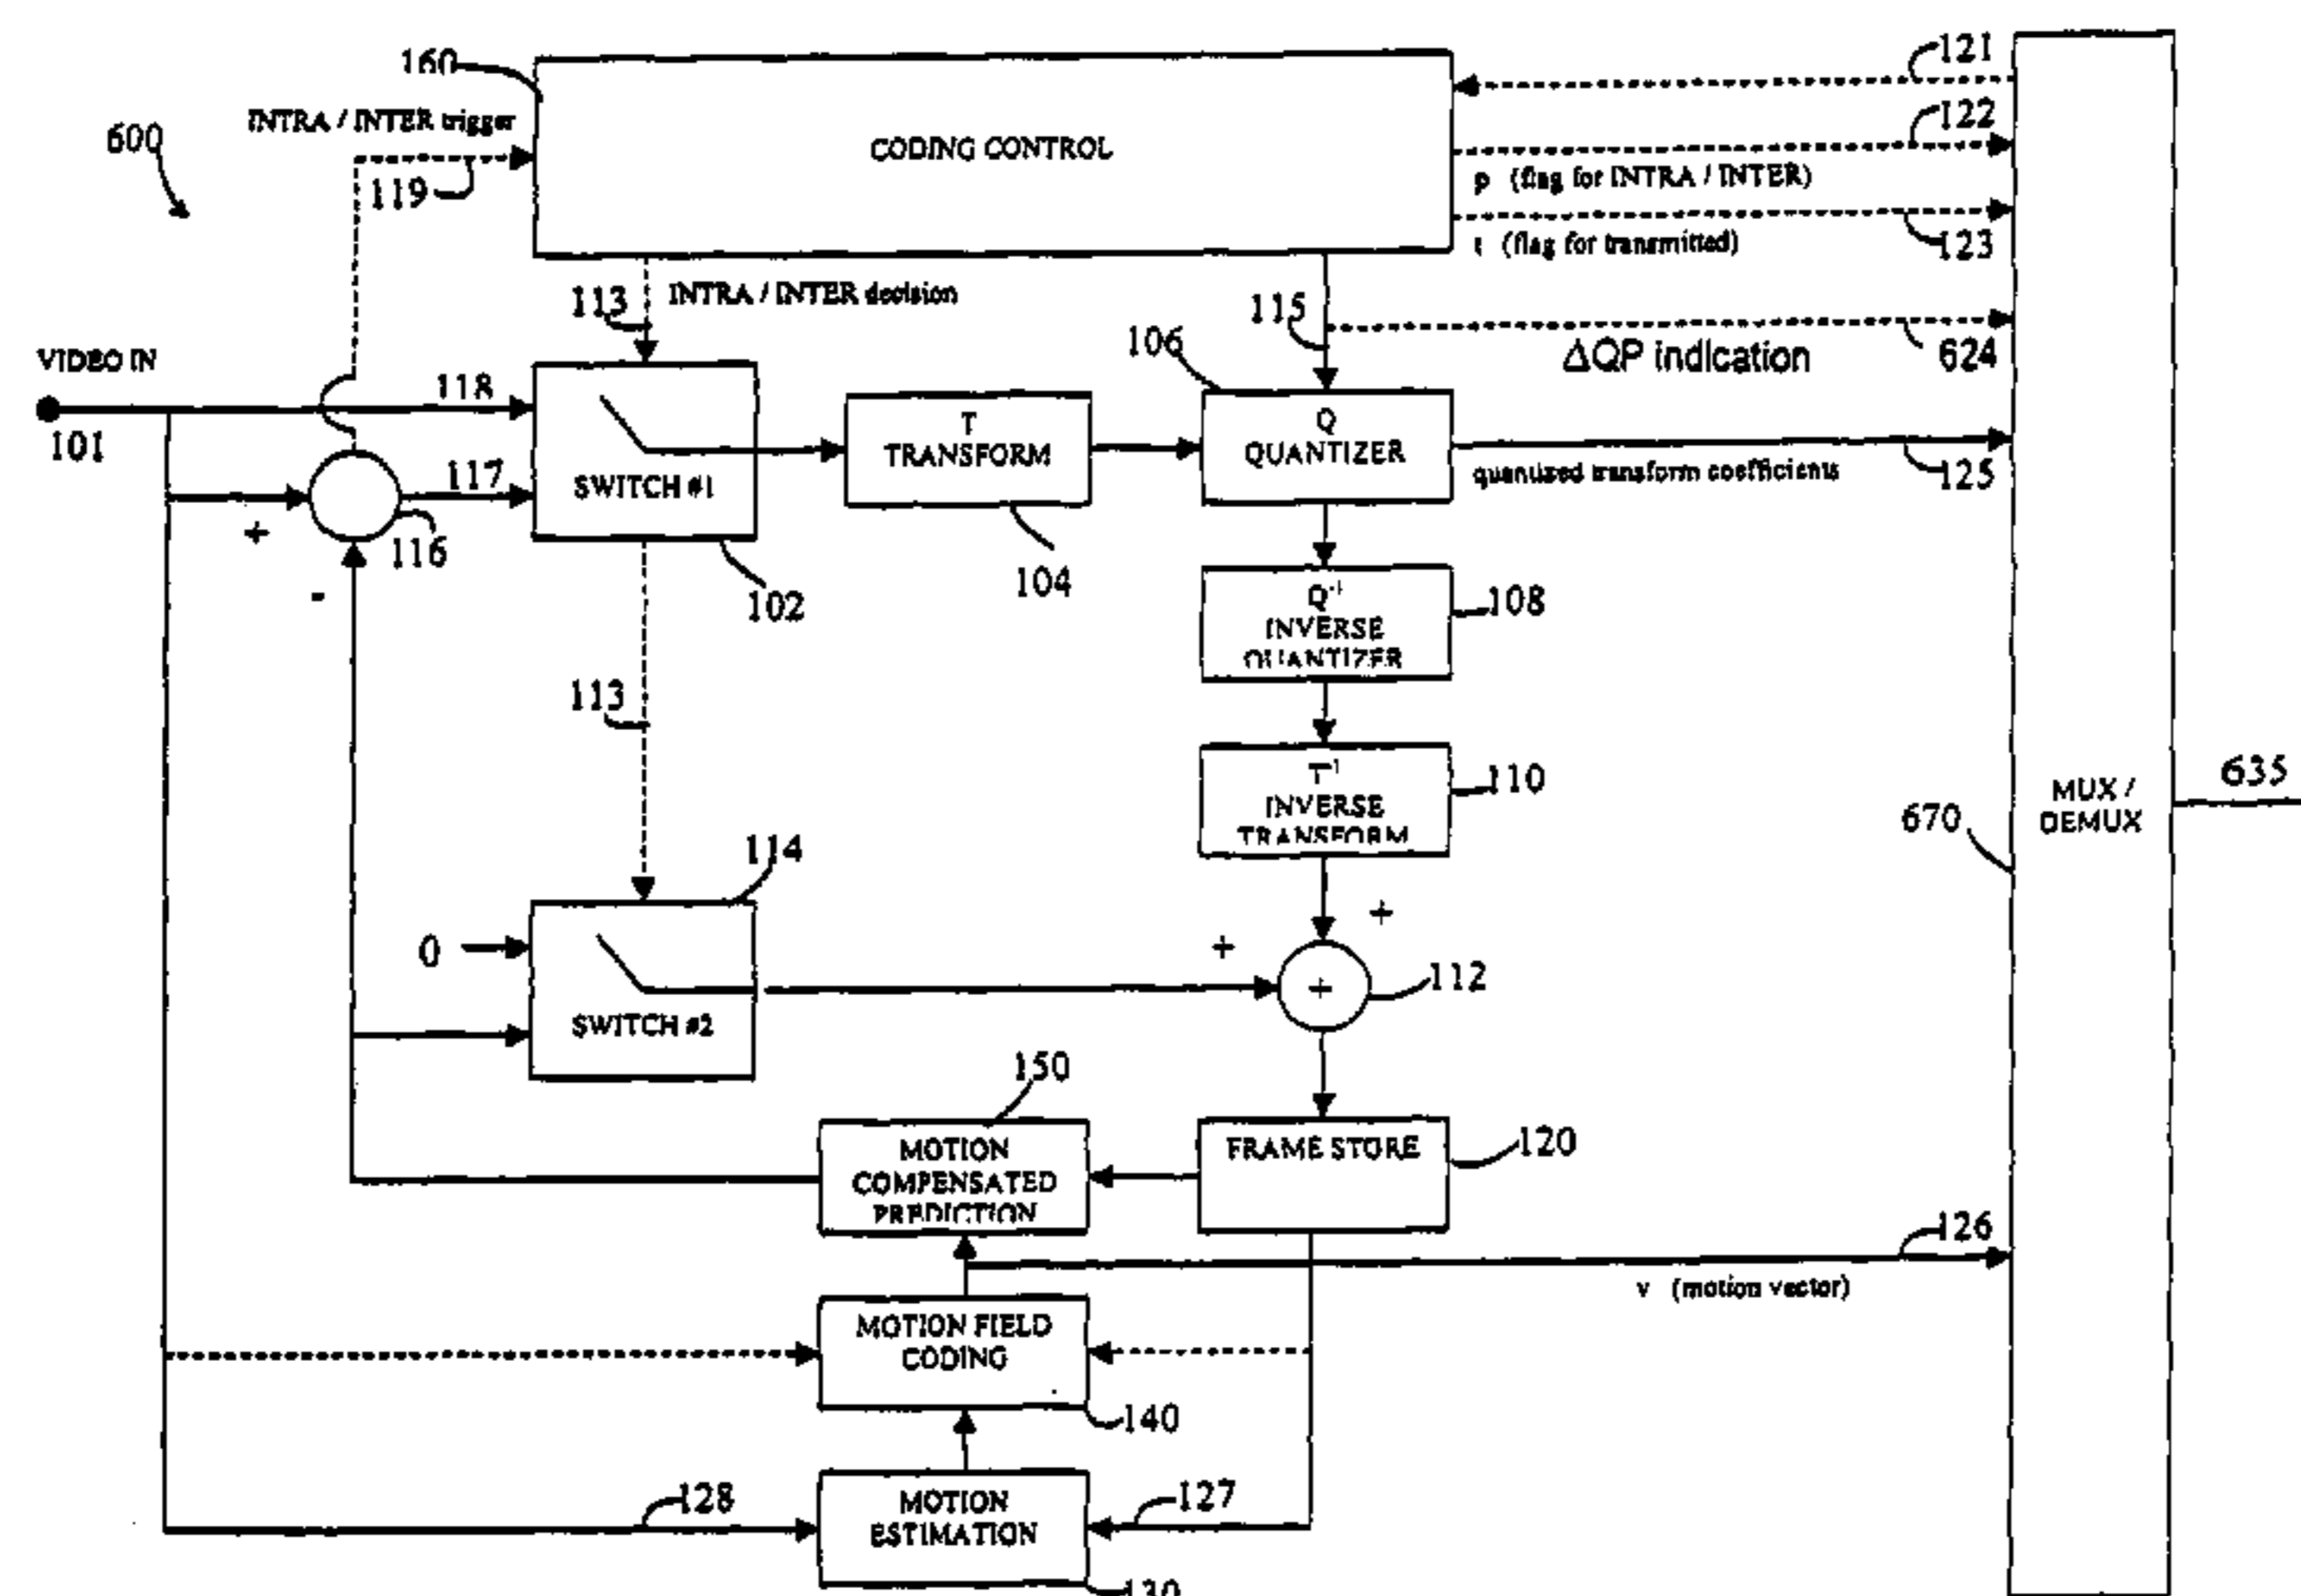 160
121
INTRA / INTER trigger
122
600
CODING CONTROL
p (flag for INTRA / INTER)
119
t (flag for transmitted)
123
113
INTRA / INTER decision
115
106
ΔQP indication
624
VIDEO IN
118
101
T
TRANSFORM
Q
QUANTIZER
117
SWITCH #1
quantized transform coefficients
125
+
116
-
104
102
Q-1
INVERSE
QUANTIZER
108
113
T-1
INVERSE
TRANSFORM
110
635
MUX /
DEMUX
670
114
+
0
+
+
112
SWITCH #2
150
MOTION
COMPENSATED
PREDICTION
FRAME STORE
120
126
v (motion vector)
MOTION FIELD
CODING
140
128
127
MOTION
ESTIMATION
130